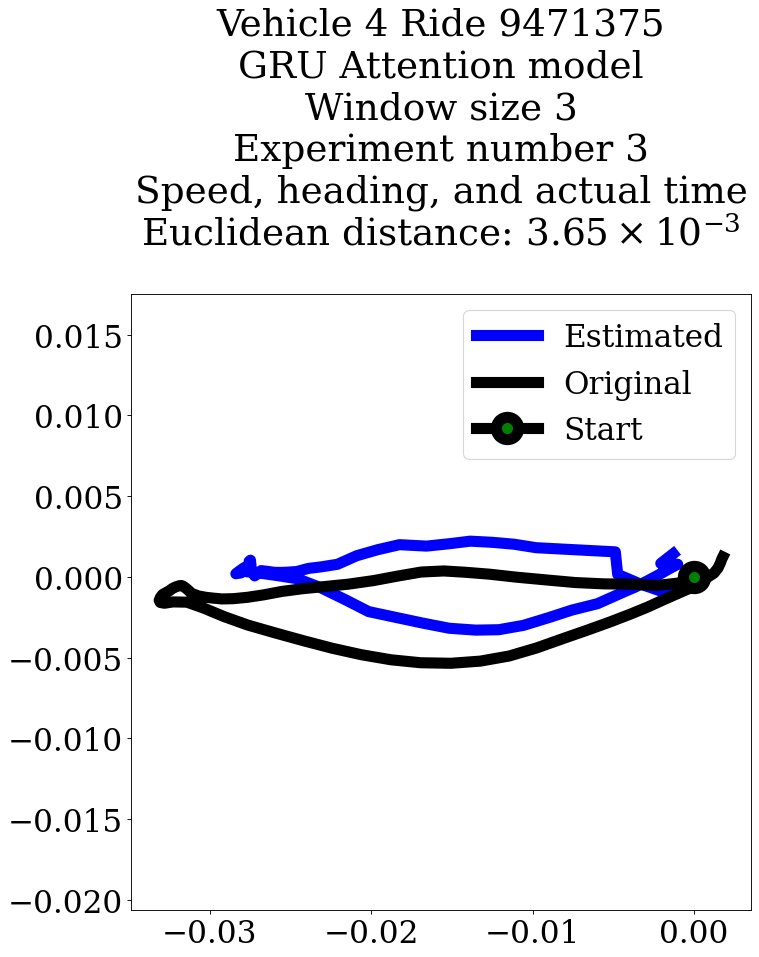 Vehicle 4 Ride 9471375
GRU Attention model
Window size 3
Experiment number 3
Speed, heading, and actual time
Euclidean distance: 3.65 × 10⁻³
Estimated
Original
Start
0.015
0.010
0.005
0.000
−0.005
−0.010
−0.015
−0.020
−0.03
−0.02
−0.01
0.00